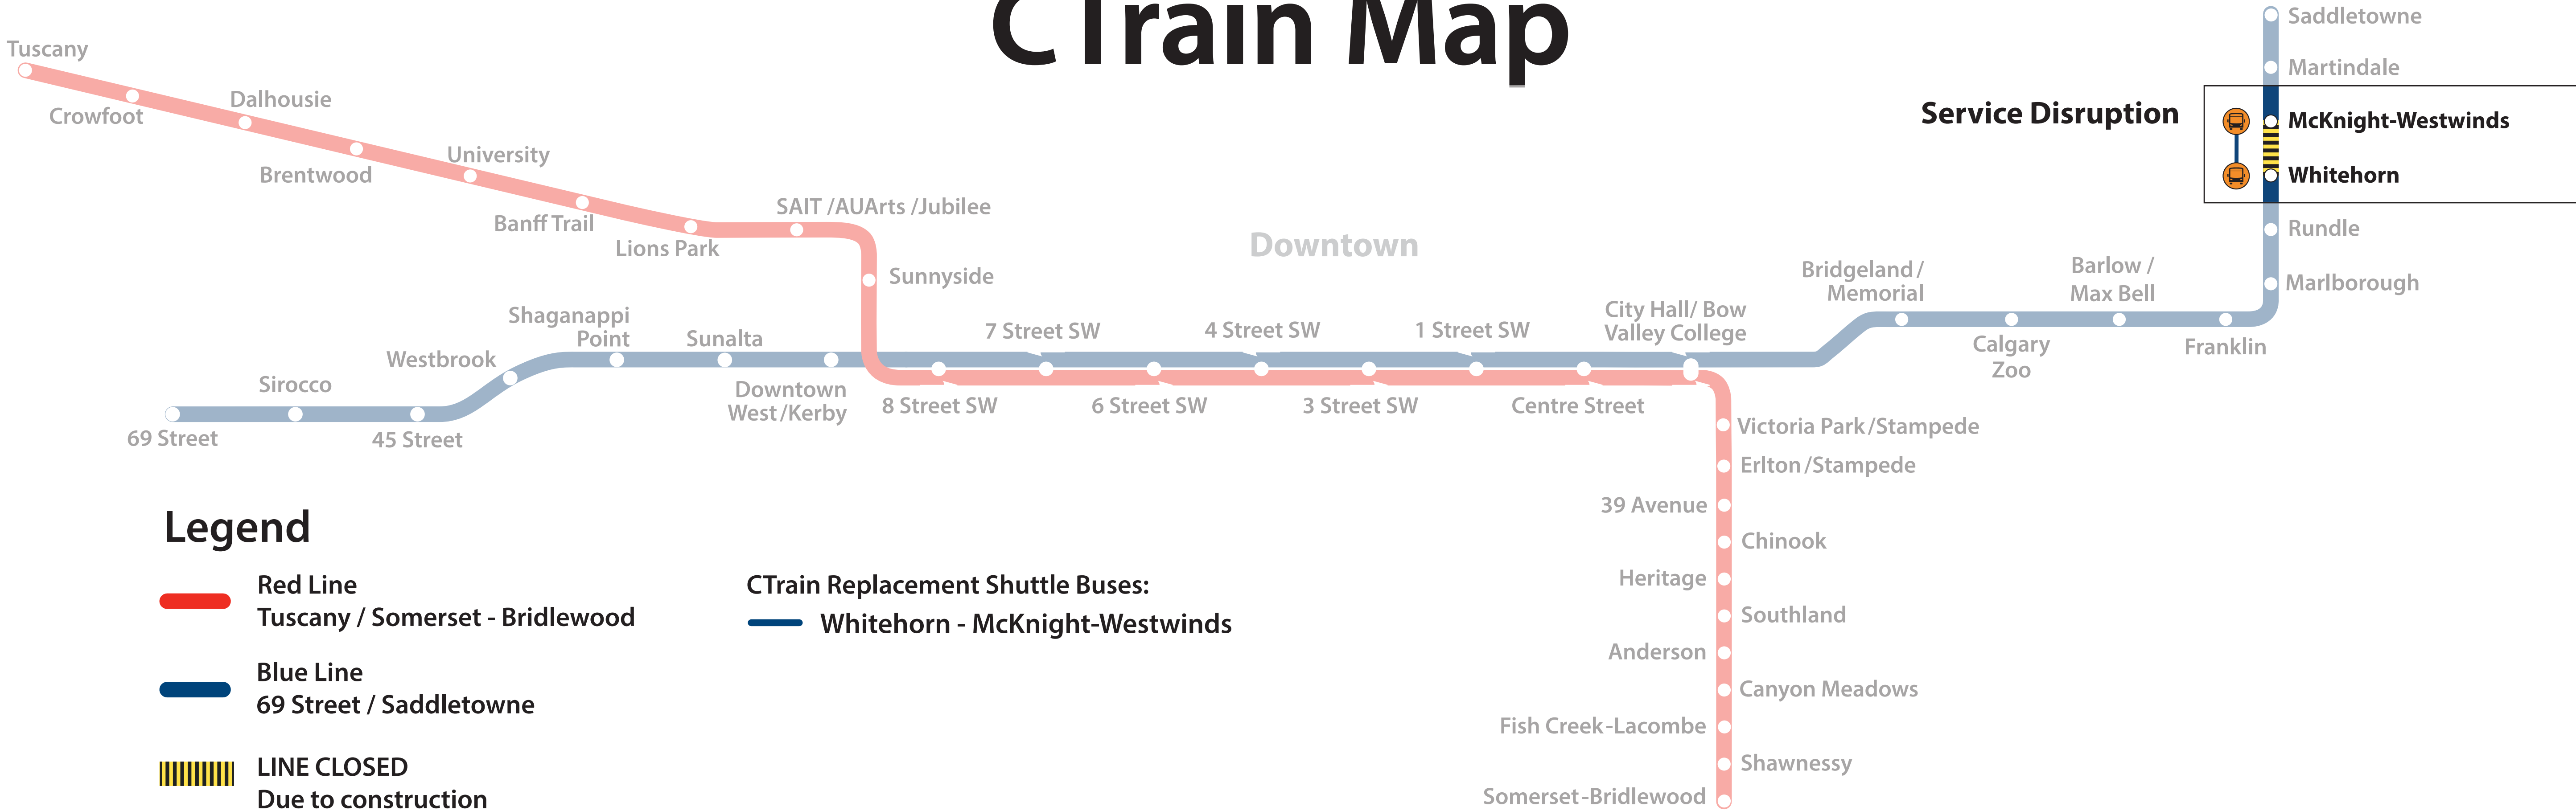 CTrain Map
Tuscany
Crowfoot
Dalhousie
Brentwood
University
Banff Trail
Lions Park
SAIT /AUArts /Jubilee
Sunnyside
Downtown
Service Disruption
Saddletowne
Martindale
McKnight-Westwinds
Whitehorn
Rundle
Marlborough
Franklin
Barlow /
Max Bell
Calgary
Zoo
Bridgeland /
Memorial
City Hall/ Bow
Valley College
69 Street
Sirocco
45 Street
Westbrook
Shaganappi
Point
Sunalta
Downtown
West /Kerby
8 Street SW
7 Street SW
6 Street SW
4 Street SW
3 Street SW
1 Street SW
Centre Street
Victoria Park /Stampede
Erlton /Stampede
39 Avenue
Chinook
Heritage
Southland
Anderson
Canyon Meadows
Fish Creek-Lacombe
Shawnessy
Somerset-Bridlewood
Legend
Red Line
Tuscany / Somerset - Bridlewood
Blue Line
69 Street / Saddletowne
LINE CLOSED
Due to construction
CTrain Replacement Shuttle Buses:
Whitehorn - McKnight-Westwinds